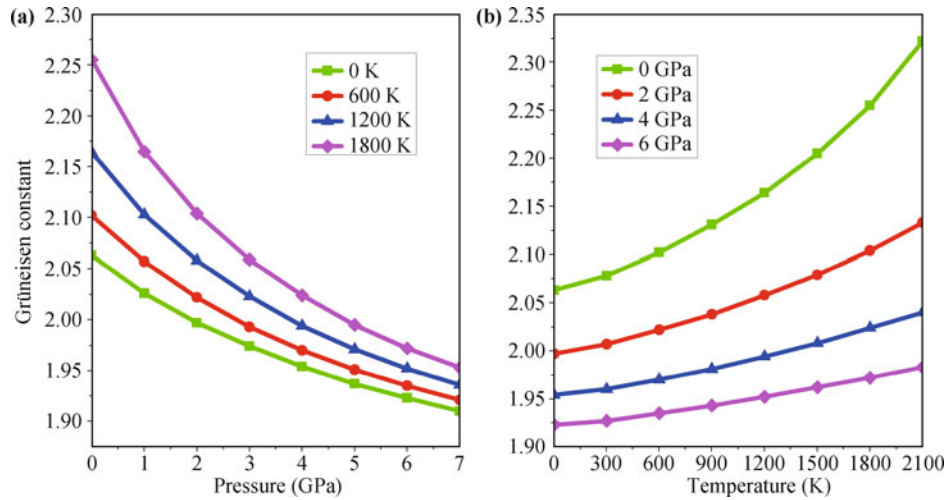 (a)
2.30
2.25
2.20
2.15
2.10
2.05
2.00
1.95
1.90
Grüneisen constant
0 K
600 K
1200 K
1800 K
0 1 2 3 4 5 6 7
Pressure (GPa)
(b)
2.35
2.30
2.25
2.20
2.15
2.10
2.05
2.00
1.95
1.90
0 GPa
2 GPa
4 GPa
6 GPa
0 300 600 900 1200 1500 1800 2100
Temperature (K)